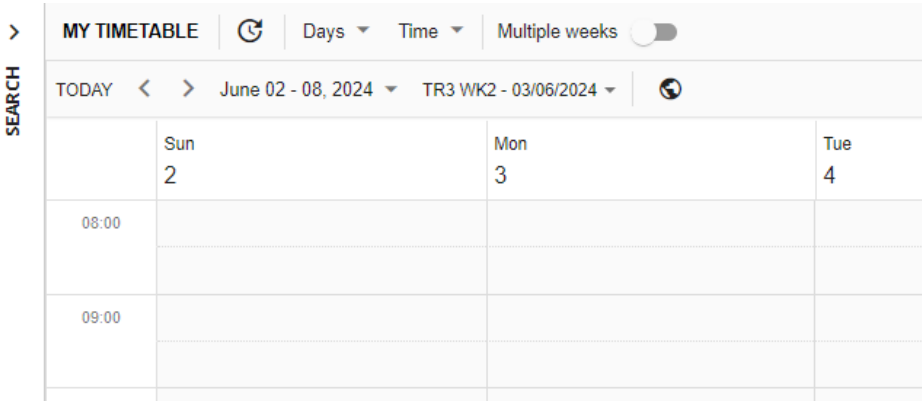 SEARCH
MY TIMETABLE Days Time Multiple weeks
TODAY June 02 - 08, 2024 TR3 WK2 - 03/06/2024
Sun Mon Tue
2 3 4
08:00
09:00